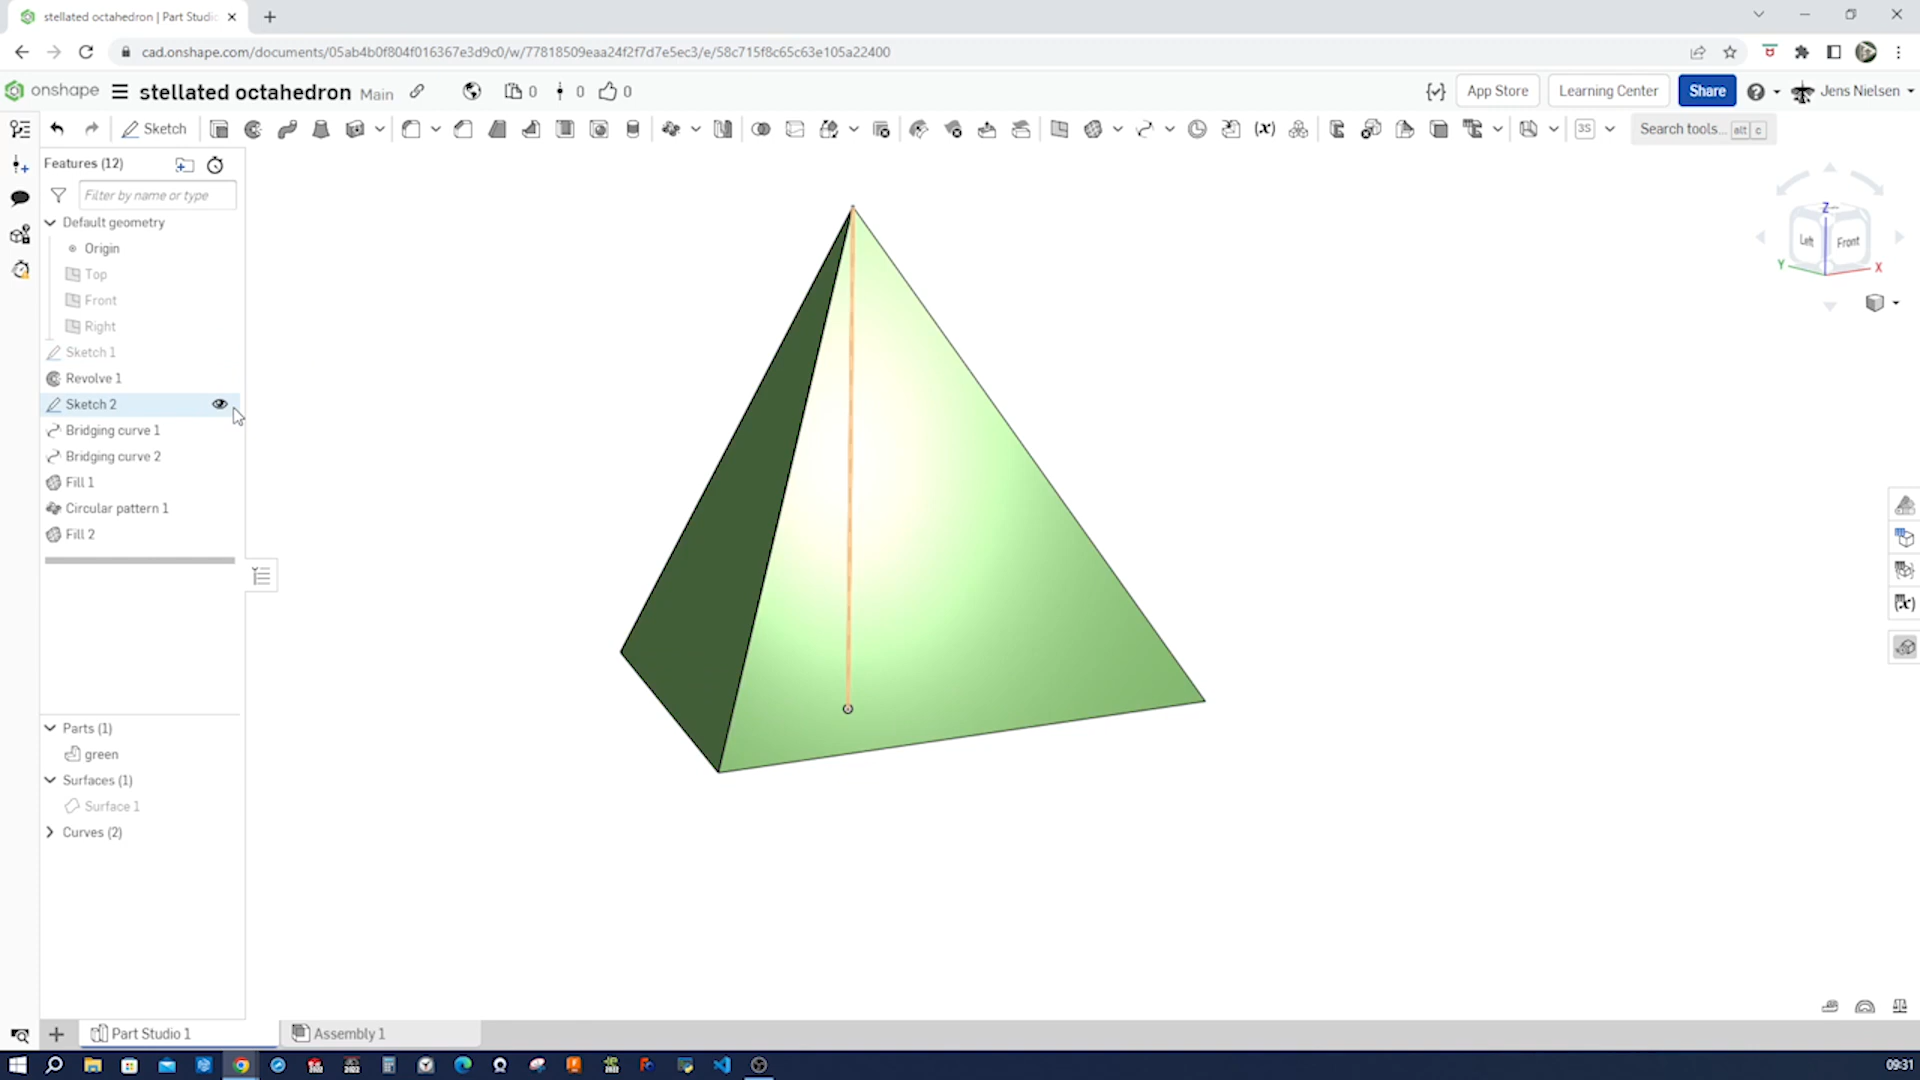 stellated octahedron | Part Studio
cad.onshape.com/documents/05ab4b0f804f016367e3d9c0/w/77818509eaa24f2f7d7e5ec3/e/58c715f8c65c63e105a22400
onshape
stellated octahedron Main
0
0
0
App Store
Learning Center
Share
Jens Nielsen
Sketch
(x)
3S
Search tools... alt c
Features (12)
Filter by name or type
Default geometry
Origin
Top
Front
Right
Sketch 1
Revolve 1
Sketch 2
Bridging curve 1
Bridging curve 2
Fill 1
Circular pattern 1
Fill 2
Z
Left
Front
Y
X
(x)
Parts (1)
green
Surfaces (1)
Surface 1
Curves (2)
Part Studio 1
Assembly 1
09:31